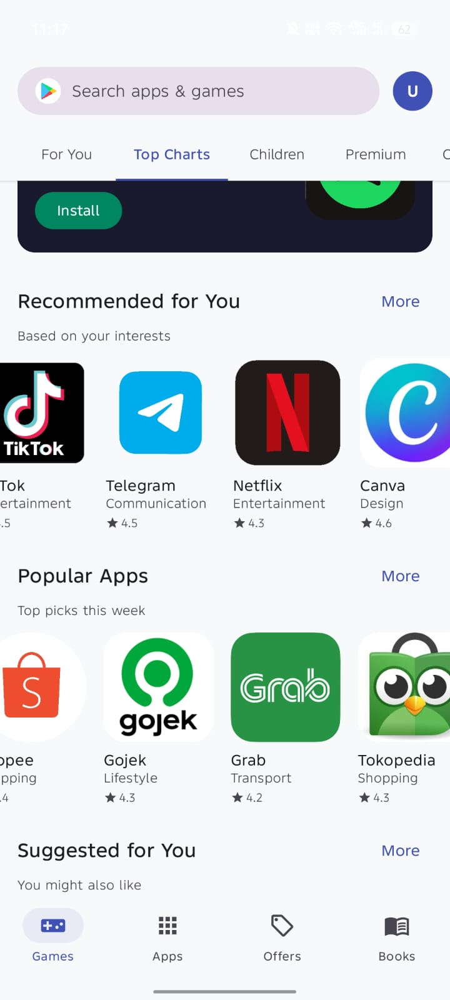 11:17
62
Search apps & games
U
For You
Top Charts
Children
Premium
Install
Recommended for You
More
Based on your interests
TikTok
Tok
Telegram
Netflix
Canva
ertainment
Communication
Entertainment
Design
.5
4.5
4.3
4.6
Popular Apps
More
Top picks this week
S
gojek
Grab
opee
Gojek
Grab
Tokopedia
pping
Lifestyle
Transport
Shopping
.4
4.3
4.2
4.3
Suggested for You
More
You might also like
Games
Apps
Offers
Books